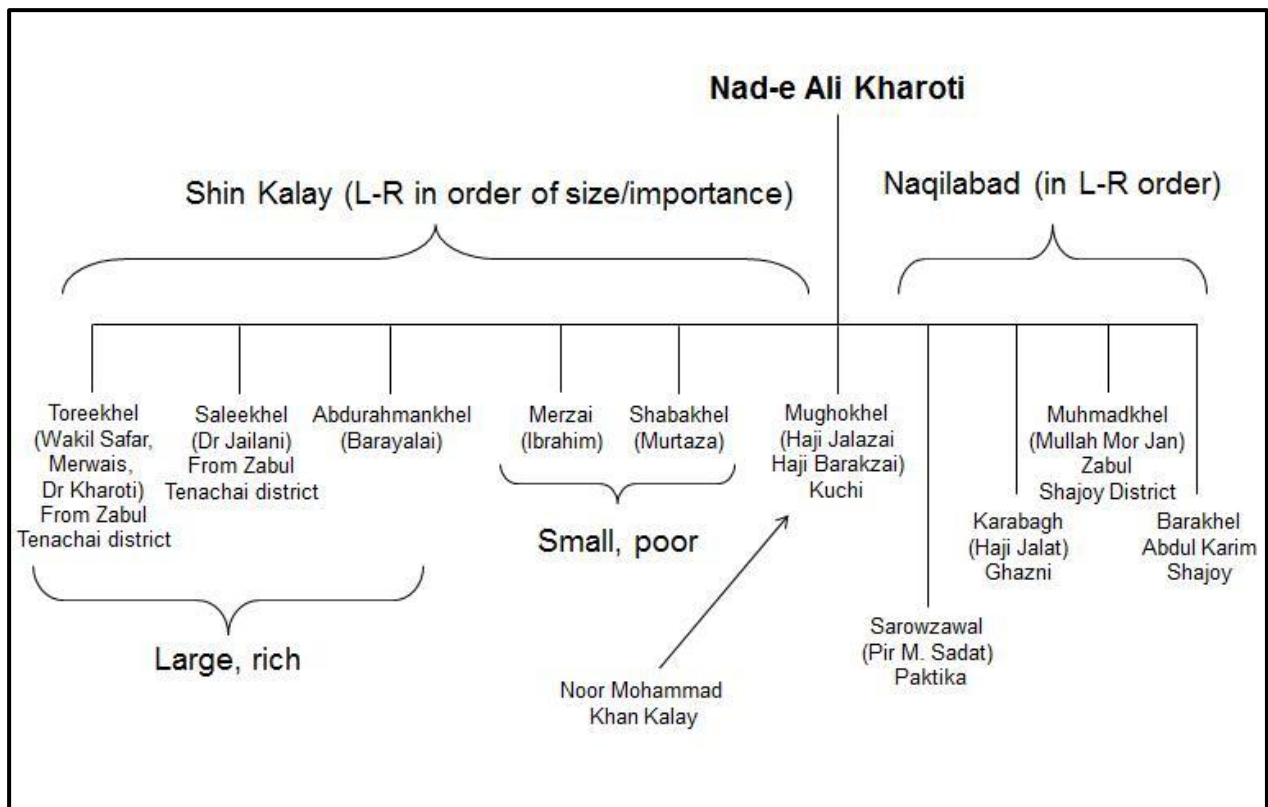 Nad-e Ali Kharoti
Shin Kalay (L-R in order of size/importance)
Naqilabad (in L-R order)
Toreekhel
(Wakil Safar,
Merwais,
Dr Kharoti)
From Zabul
Tenachai district
Saleekhel
(Dr Jailani)
From Zabul
Tenachai district
Abdurahmankhel
(Barayalai)
Merzai
(Ibrahim)
Shabakhel
(Murtaza)
Mughokhel
(Haji Jalazai
Haji Barakzai)
Kuchi
Muhmadkhel
(Mullah Mor Jan)
Zabul
Shajoy District
Karabagh
(Haji Jalat)
Ghazni
Barakhel
Abdul Karim
Shajoy
Small, poor
Large, rich
Sarowzawal
(Pir M. Sadat)
Paktika
Noor Mohammad
Khan Kalay